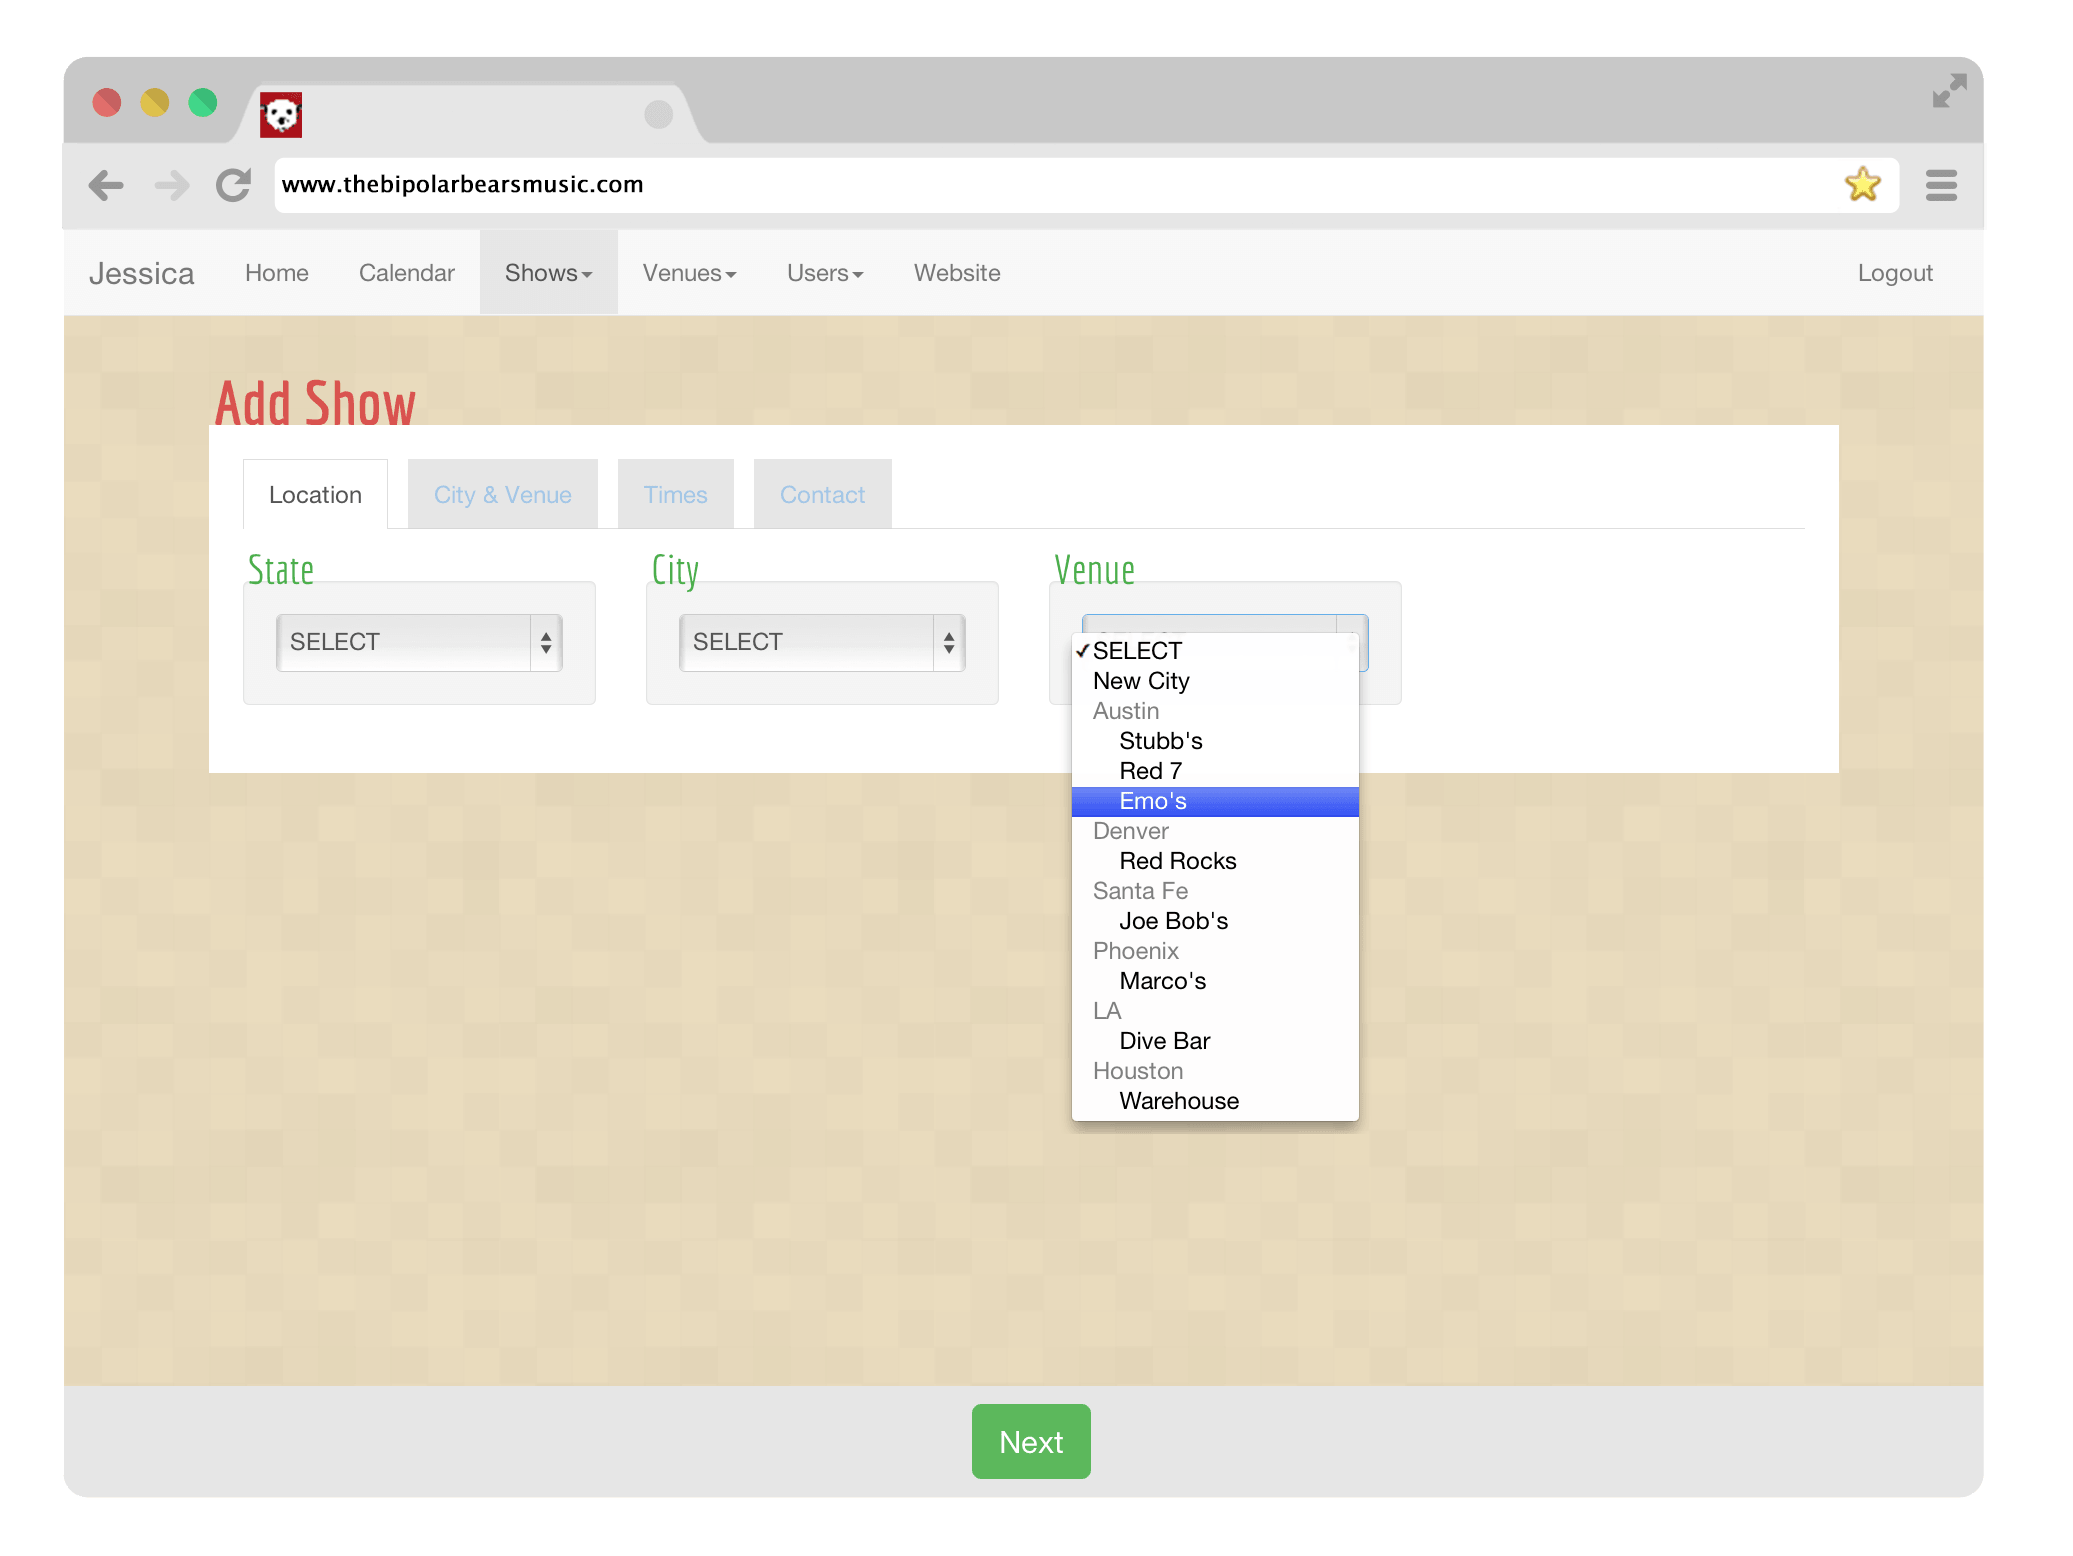 www.thebipolarbearsmusic.com
Jessica Home Calendar Shows Venues Users Website Logout
Add Show
Location City & Venue Times Contact
State City Venue
SELECT SELECT
SELECT
New City
Austin
Stubb's
Red 7
Emo's
Denver
Red Rocks
Santa Fe
Joe Bob's
Phoenix
Marco's
LA
Dive Bar
Houston
Warehouse
Next